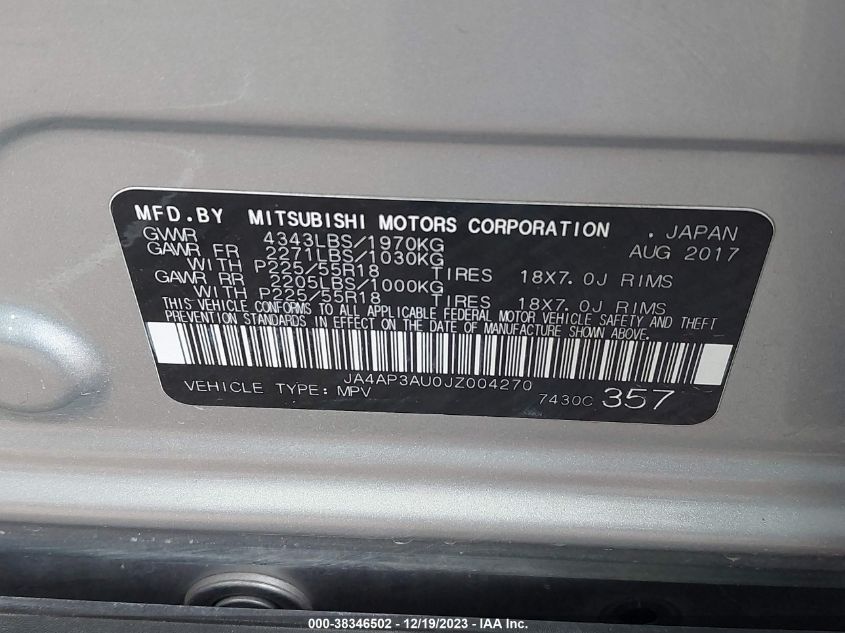 MFD.BY MITSUBISHI MOTORS CORPORATION . JAPAN
GVWR 4343LBS/1970KG AUG 2017
GAWR FR 2271LBS/1030KG
WITH P225/55R18 TIRES 18X7.0J RIMS
GAWR RR 2205LBS/1000KG
WITH P225/55R18 TIRES 18X7.0J RIMS
THIS VEHICLE CONFORMS TO ALL APPLICABLE FEDERAL MOTOR VEHICLE SAFETY AND THEFT
PREVENTION STANDARDS IN EFFECT ON THE DATE OF MANUFACTURE SHOWN ABOVE.
JA4AP3AU0JZ004270
VEHICLE TYPE: MPV 7430C 357
000-38346502 - 12/19/2023 - IAA Inc.